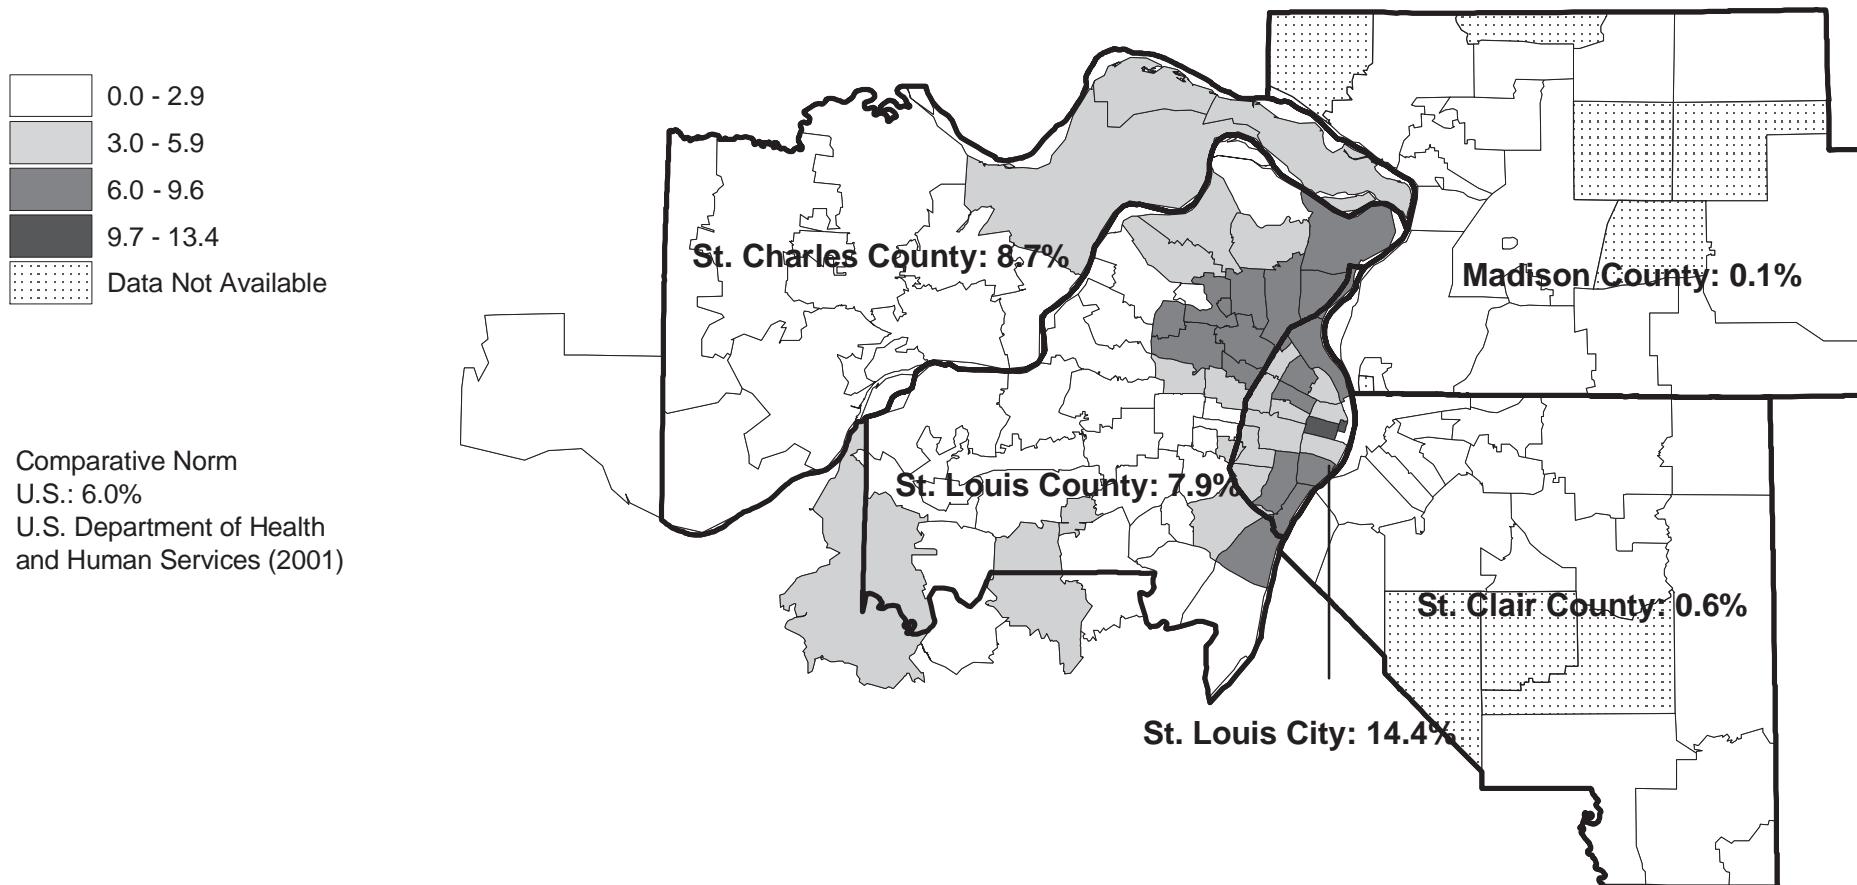 0.0 - 2.9
3.0 - 5.9
6.0 - 9.6
9.7 - 13.4
Data Not Available
Comparative Norm
U.S.: 6.0%
U.S. Department of Health
and Human Services (2001)
St. Charles County: 8.7%
Madison County: 0.1%
St. Louis County: 7.9%
St. Clair County: 0.6%
St. Louis City: 14.4%